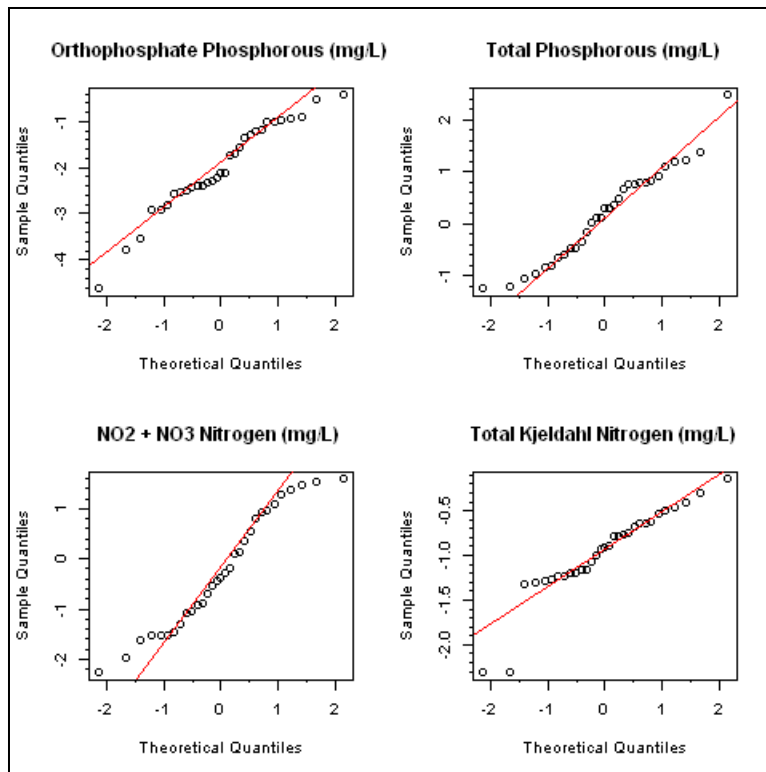 Orthophosphate Phosphorous (mg/L)
Sample Quantiles
-1
-2
-3
-4
-2 -1 0 1 2
Theoretical Quantiles
Total Phosphorous (mg/L)
Sample Quantiles
2
1
0
-1
-2 -1 0 1 2
Theoretical Quantiles
NO2 + NO3 Nitrogen (mg/L)
Sample Quantiles
1
0
-1
-2
-2 -1 0 1 2
Theoretical Quantiles
Total Kjeldahl Nitrogen (mg/L)
Sample Quantiles
-0.5
-1.0
-1.5
-2.0
-2 -1 0 1 2
Theoretical Quantiles